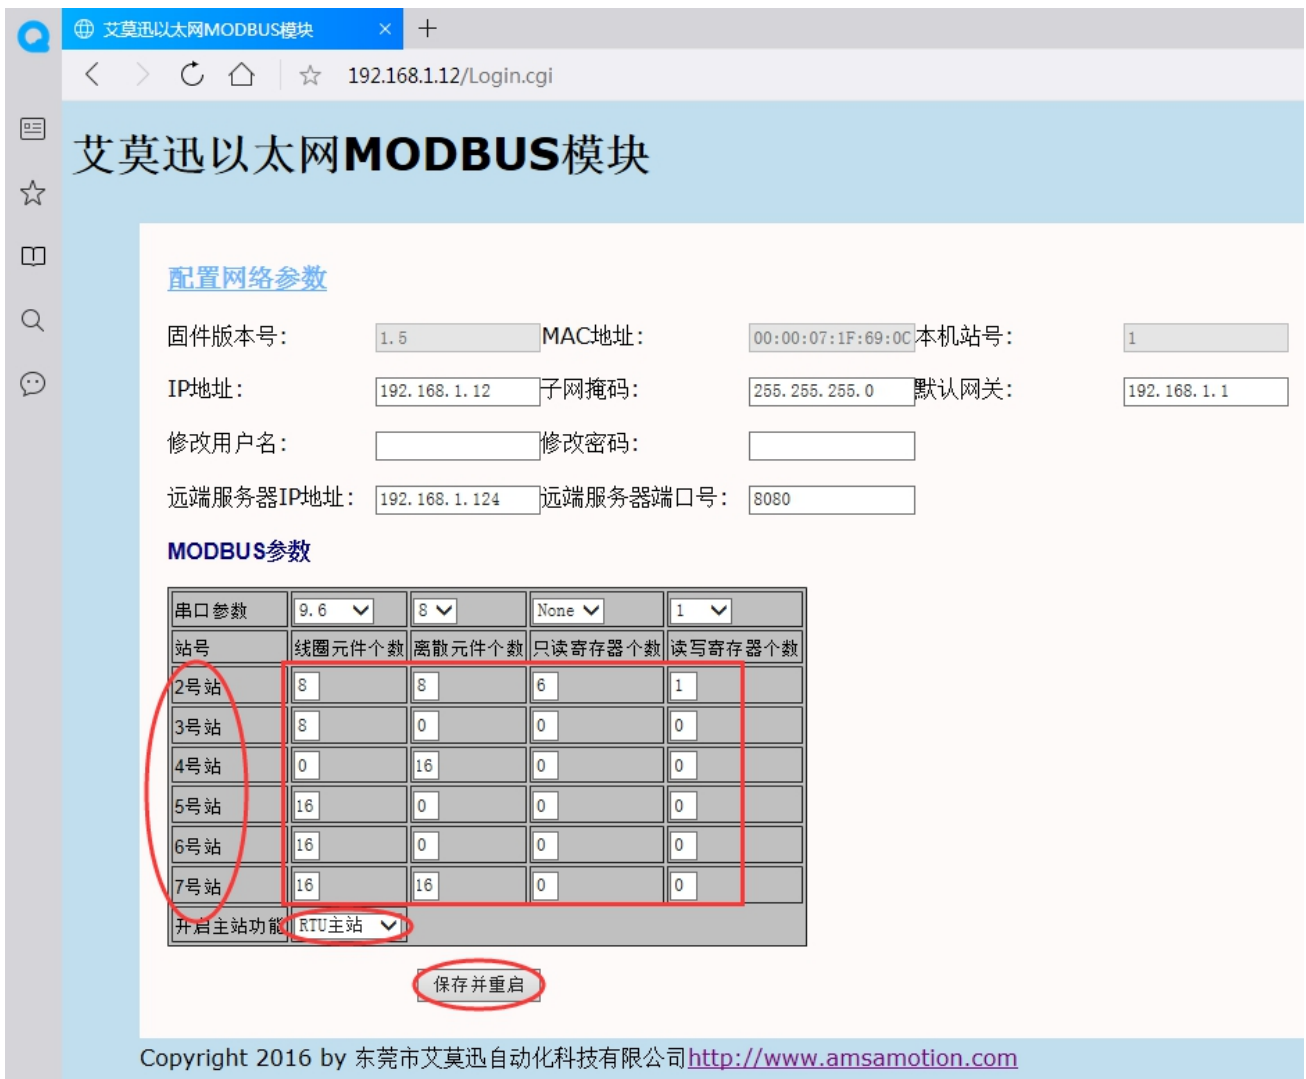 艾莫迅以太网MODBUS模块
192.168.1.12/Login.cgi
艾莫迅以太网MODBUS模块
配置网络参数
固件版本号： 1.5 MAC地址： 00:00:07:1F:69:0C 本机站号： 1
IP地址： 192.168.1.12 子网掩码： 255.255.255.0 默认网关： 192.168.1.1
修改用户名： 修改密码：
远端服务器IP地址： 192.168.1.124 远端服务器端口号： 8080
MODBUS参数
串口参数 9.6 8 None 1
站号 线圈元件个数 离散元件个数 只读寄存器个数 读写寄存器个数
2号站 8 8 6 1
3号站 8 0 0 0
4号站 0 16 0 0
5号站 16 0 0 0
6号站 16 0 0 0
7号站 16 16 0 0
开启主站功能 RTU主站
保存并重启
Copyright 2016 by 东莞市艾莫迅自动化科技有限公司http://www.amsamotion.com